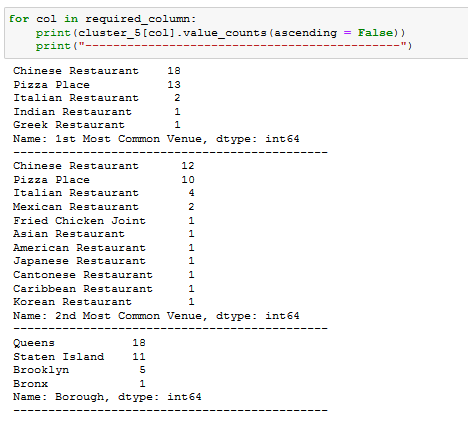 for col in required_column:
    print(cluster_5[col].value_counts(ascending = False))
    print("---------------------------------------------")
Chinese Restaurant    18
Pizza Place           13
Italian Restaurant     2
Indian Restaurant      1
Greek Restaurant       1
Name: 1st Most Common Venue, dtype: int64
---------------------------------------------
Chinese Restaurant      12
Pizza Place             10
Italian Restaurant       4
Mexican Restaurant       2
Fried Chicken Joint      1
Asian Restaurant         1
American Restaurant      1
Japanese Restaurant      1
Cantonese Restaurant     1
Caribbean Restaurant     1
Korean Restaurant        1
Name: 2nd Most Common Venue, dtype: int64
---------------------------------------------
Queens           18
Staten Island    11
Brooklyn          5
Bronx             1
Name: Borough, dtype: int64
---------------------------------------------